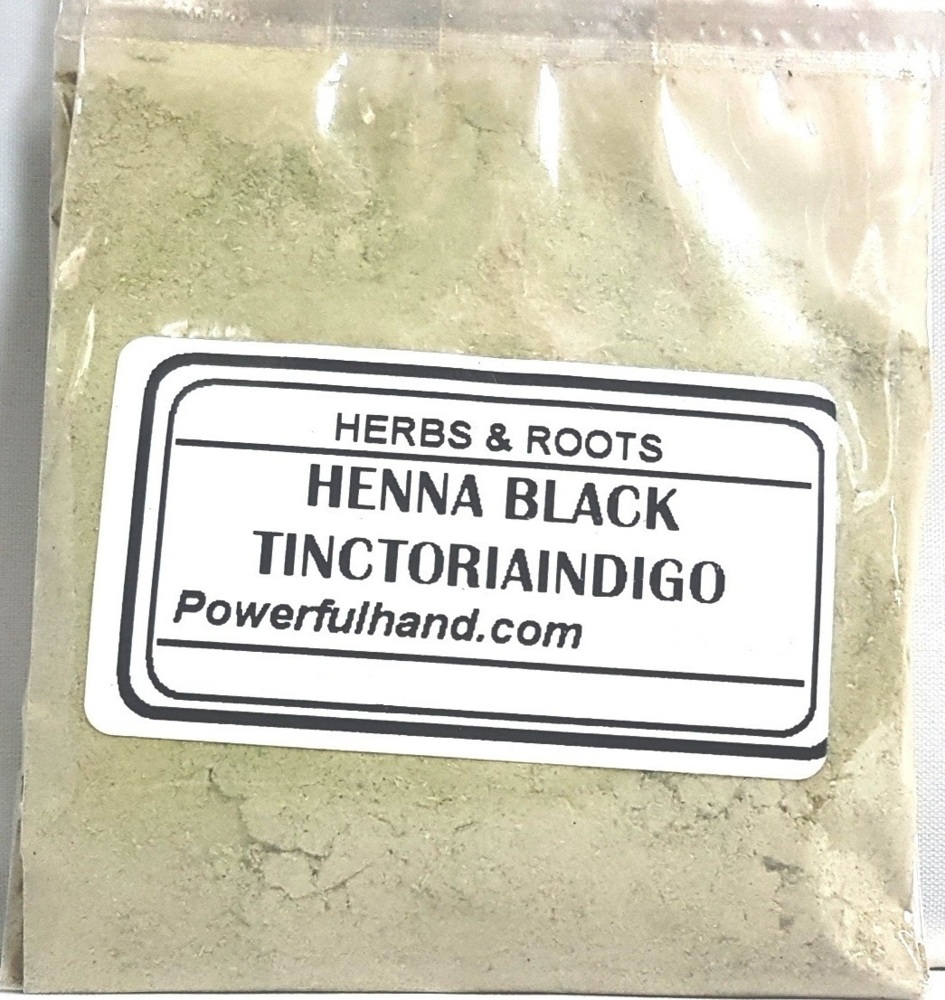 HERBS & ROOTS
HENNA BLACK
TINCTORIAINDIGO
Powerfulhand.com